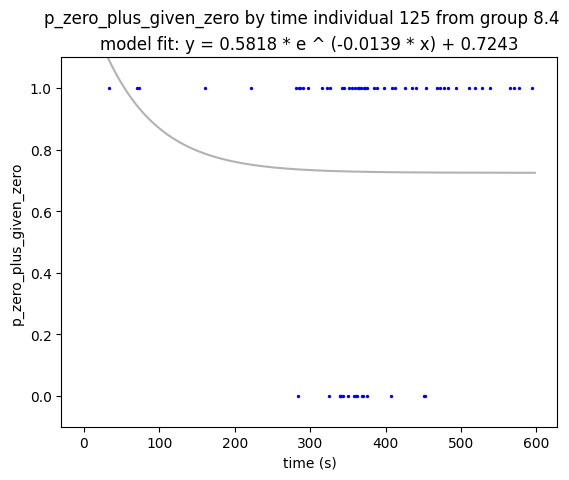 p_zero_plus_given_zero by time individual 125 from group 8.4
model fit: y = 0.5818 * e ^ (-0.0139 * x) + 0.7243
1.0
0.8
0.6
0.4
0.2
0.0
p_zero_plus_given_zero
0 100 200 300 400 500 600
time (s)